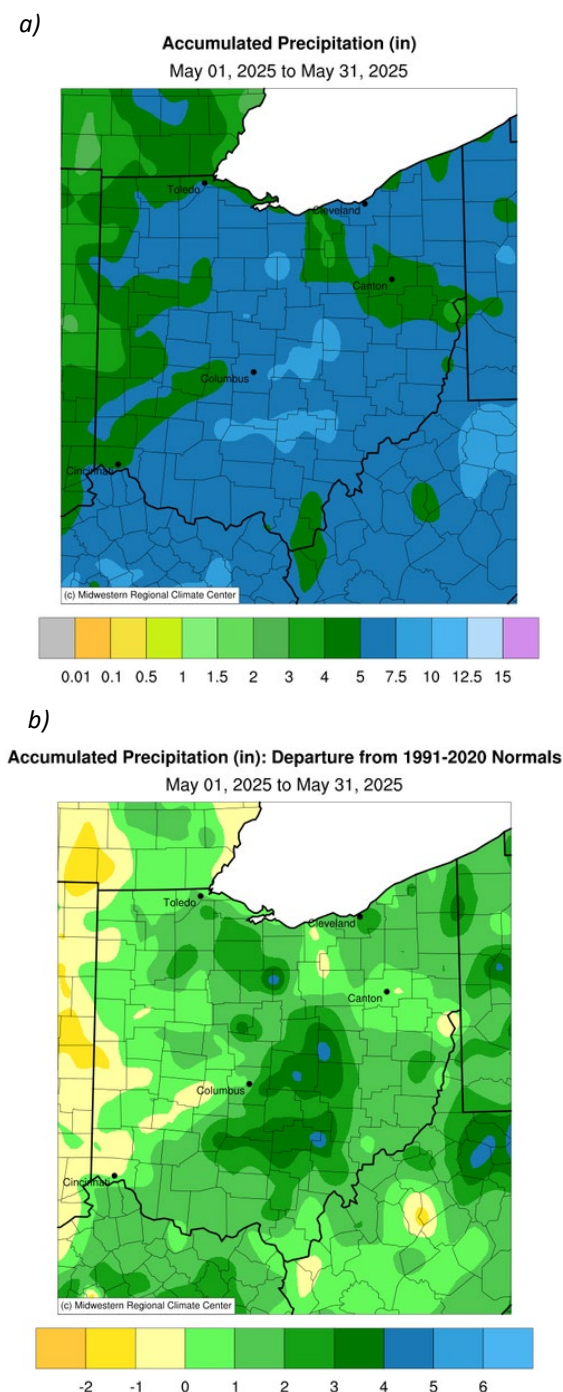 a)
Accumulated Precipitation (in)
May 01, 2025 to May 31, 2025
Toledo
Cleveland
Canton
Columbus
Cincinnati
(c) Midwestern Regional Climate Center
0.01 0.1 0.5 1 1.5 2 3 4 5 7.5 10 12.5 15
b)
Accumulated Precipitation (in): Departure from 1991-2020 Normals
May 01, 2025 to May 31, 2025
Toledo
Cleveland
Canton
Columbus
Cincinnati
(c) Midwestern Regional Climate Center
-2 -1 0 1 2 3 4 5 6